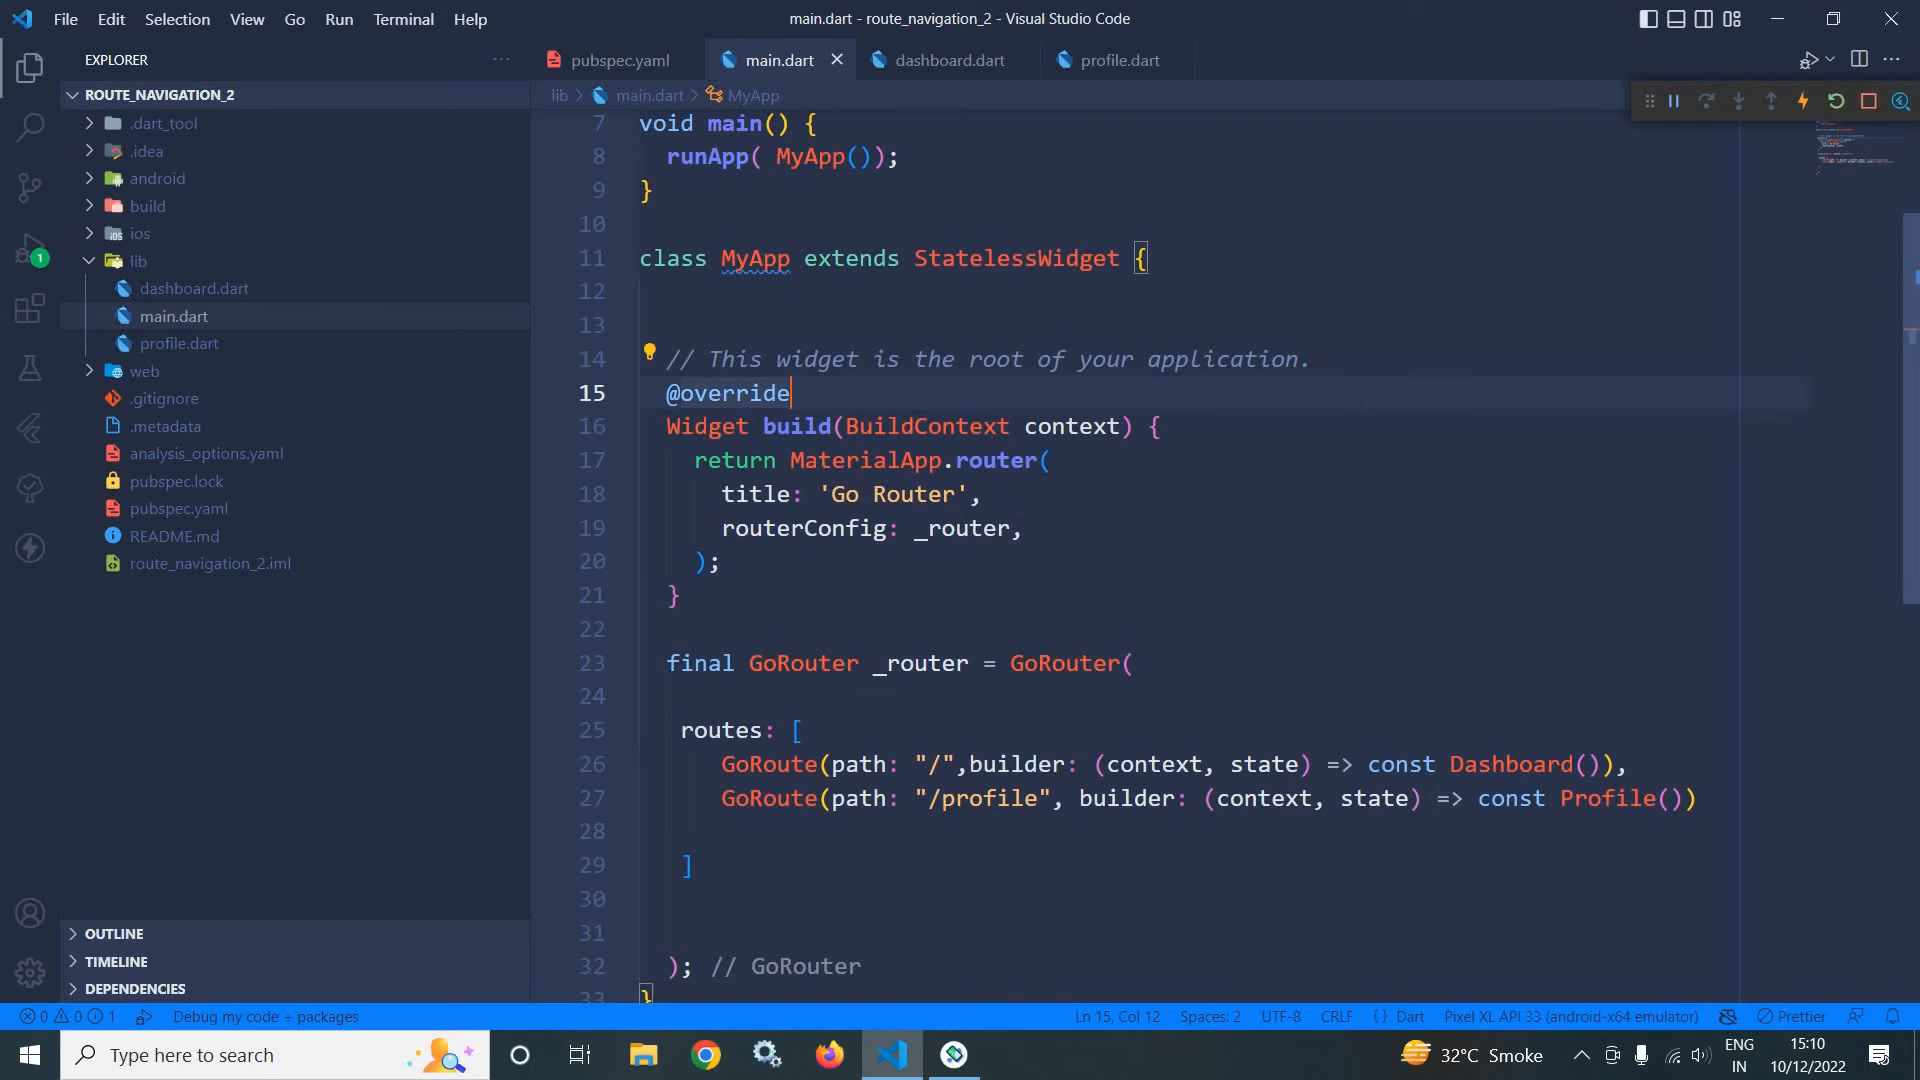 File Edit Selection View Go Run Terminal Help
main.dart - route_navigation_2 - Visual Studio Code
EXPLORER
ROUTE_NAVIGATION_2
.dart_tool
.idea
android
build
ios
lib
dashboard.dart
main.dart
profile.dart
web
.gitignore
.metadata
analysis_options.yaml
pubspec.lock
pubspec.yaml
README.md
route_navigation_2.iml
OUTLINE
TIMELINE
DEPENDENCIES
1
pubspec.yaml main.dart dashboard.dart profile.dart
lib > main.dart > MyApp
7 void main() {
8 runApp( MyApp());
9 }
10
11 class MyApp extends StatelessWidget {
12
13
14 // This widget is the root of your application.
15 @override
16 Widget build(BuildContext context) {
17 return MaterialApp.router(
18 title: 'Go Router',
19 routerConfig: _router,
20 );
21 }
22
23 final GoRouter _router = GoRouter(
24
25 routes: [
26 GoRoute(path: "/",builder: (context, state) => const Dashboard()),
27 GoRoute(path: "/profile", builder: (context, state) => const Profile())
28
29 ]
30
31
32 ); // GoRouter
33 }
0 0 1 Debug my code + packages Ln 15, Col 12 Spaces: 2 UTF-8 CRLF {} Dart Pixel XL API 33 (android-x64 emulator) Prettier
Type here to search
32°C Smoke
ENG
IN
15:10
10/12/2022